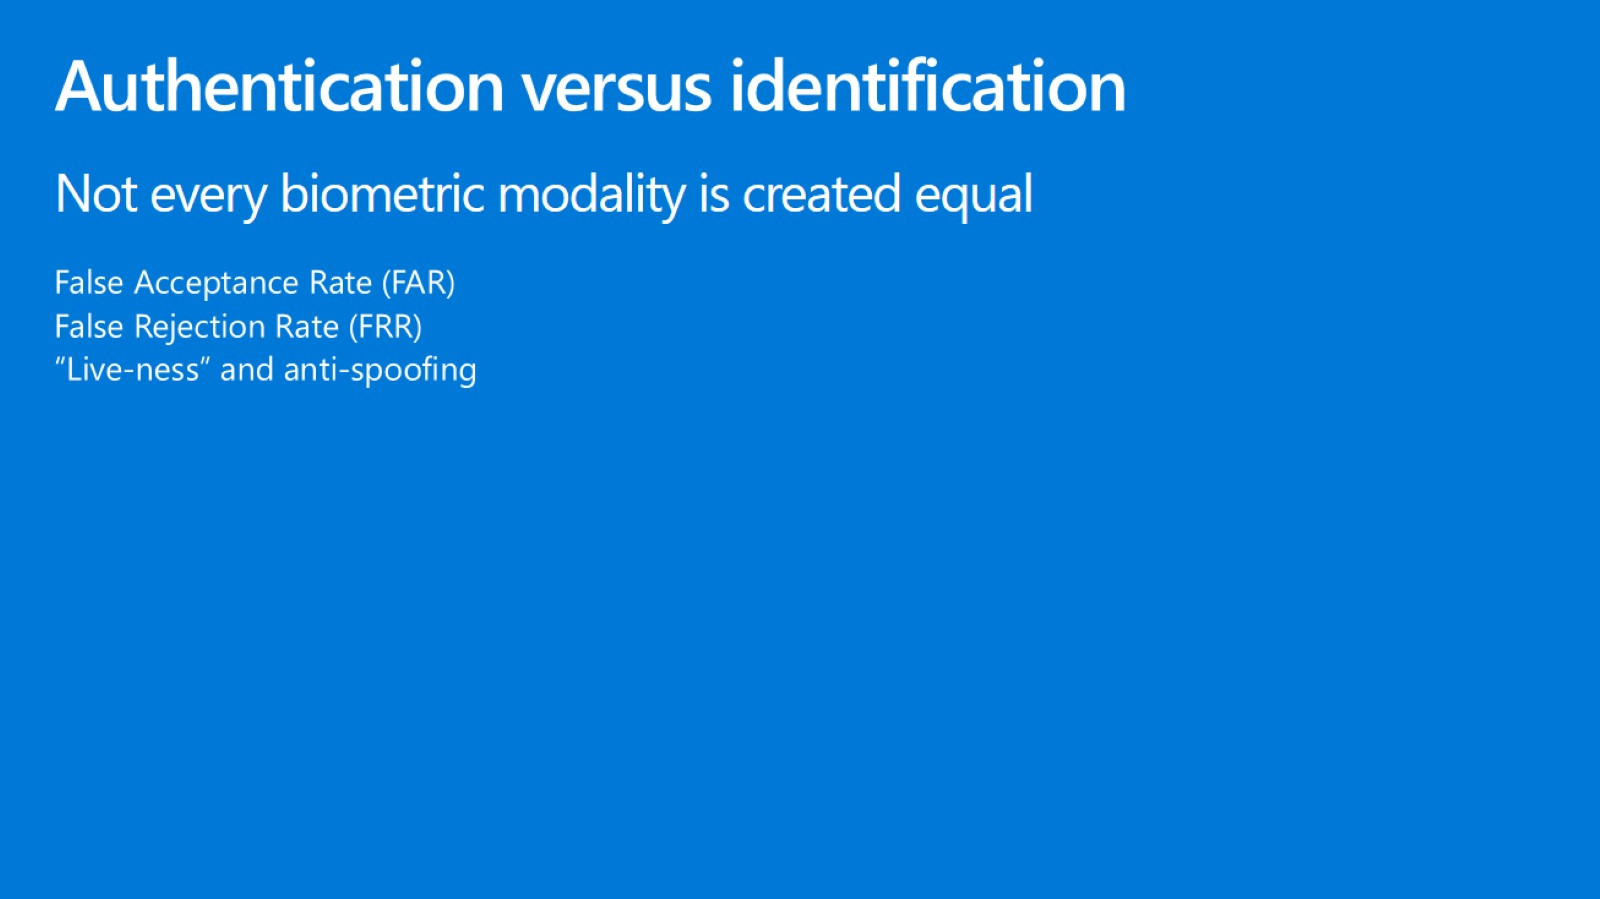 Authentication versus identification
Not every biometric modality is created equal
False Acceptance Rate (FAR)
False Rejection Rate (FRR)
“Live-ness” and anti-spoofing